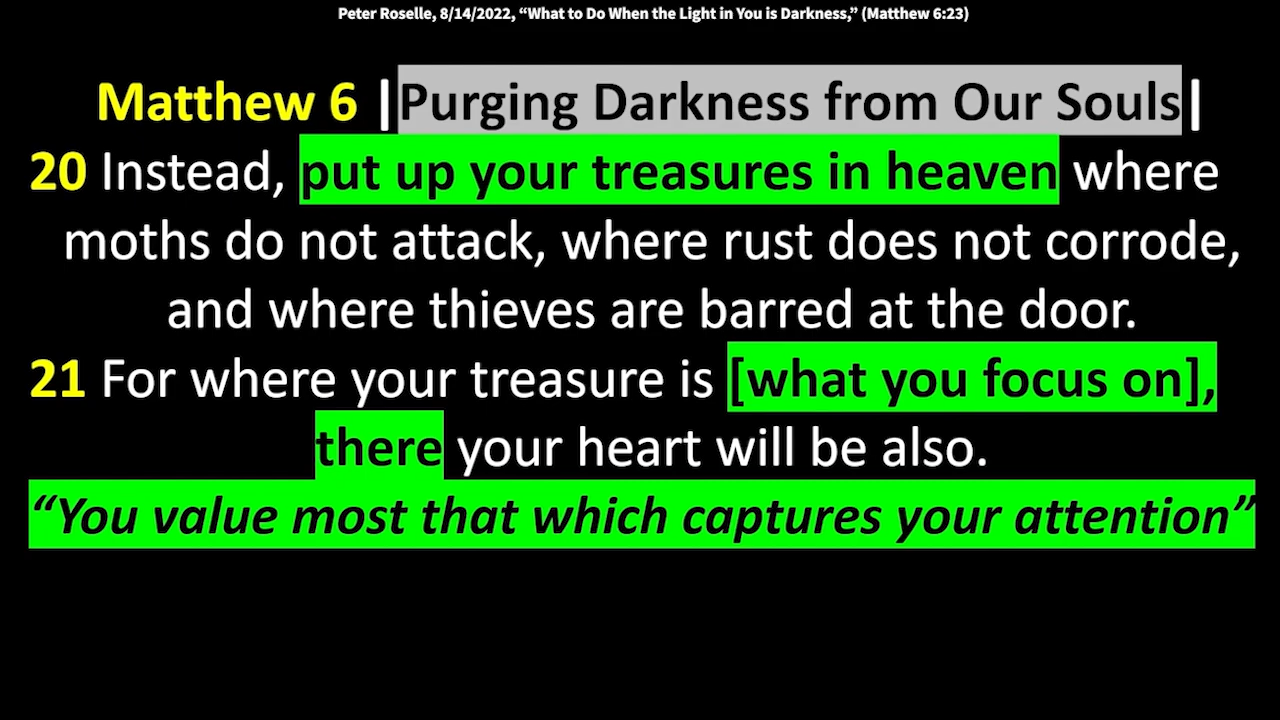 Peter Roselle, 8/14/2022, “What to Do When the Light in You is Darkness,” (Matthew 6:23)
Matthew 6 |Purging Darkness from Our Souls|
20 Instead, put up your treasures in heaven where
moths do not attack, where rust does not corrode,
and where thieves are barred at the door.
21 For where your treasure is [what you focus on],
there your heart will be also.
“You value most that which captures your attention”